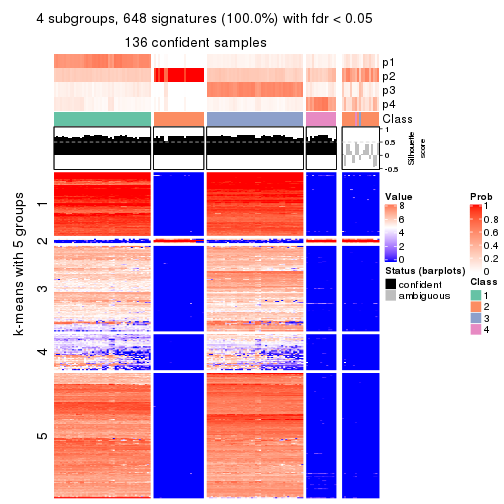 4 subgroups, 648 signatures (100.0%) with fdr < 0.05
136 confident samples
p1
p2
p3
p4
Class
1
0.5
0
-0.5
Silhouette
score
k-means with 5 groups
1
2
3
4
5
Value
8
6
4
2
0
Status (barplots)
confident
ambiguous
Prob
1
0.8
0.6
0.4
0.2
0
Class
1
2
3
4